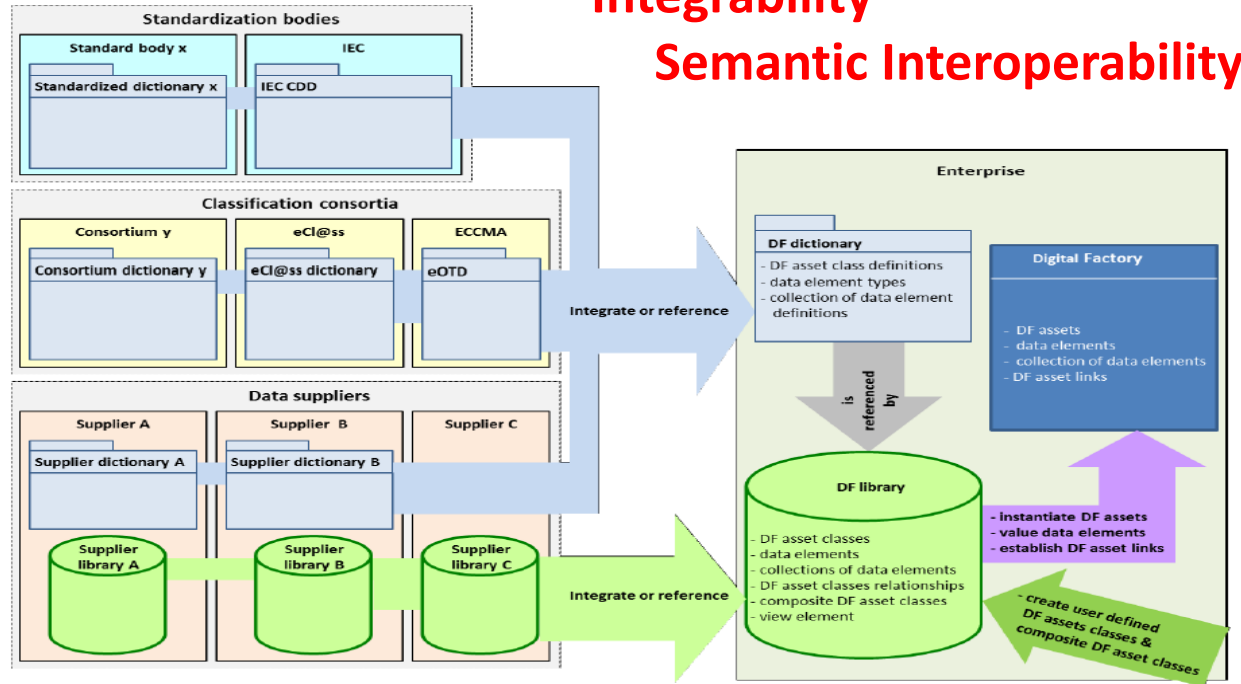 Integrability
Semantic Interoperability
Standardization bodies
Standard body x
Standardized dictionary x
IEC
IEC CDD
Classification consortia
Consortium y
Consortium dictionary y
eCl@ss
eCl@ss dictionary
ECCMA
eOTD
Integrate or reference
Data suppliers
Supplier A
Supplier dictionary A
Supplier B
Supplier dictionary B
Supplier C
Supplier
library A
Supplier
library B
Supplier
library C
Integrate or reference
Enterprise
DF dictionary
- DF asset class definitions
- data element types
- collection of data element
definitions
is
referenced
by
Digital Factory
- DF assets
- data elements
- collection of data elements
- DF asset links
DF library
- DF asset classes
- data elements
- collections of data elements
- DF asset classes relationships
- composite DF asset classes
- view element
- instantiate DF assets
- value data elements
- establish DF asset links
- create user defined
DF assets classes &
composite DF asset classes